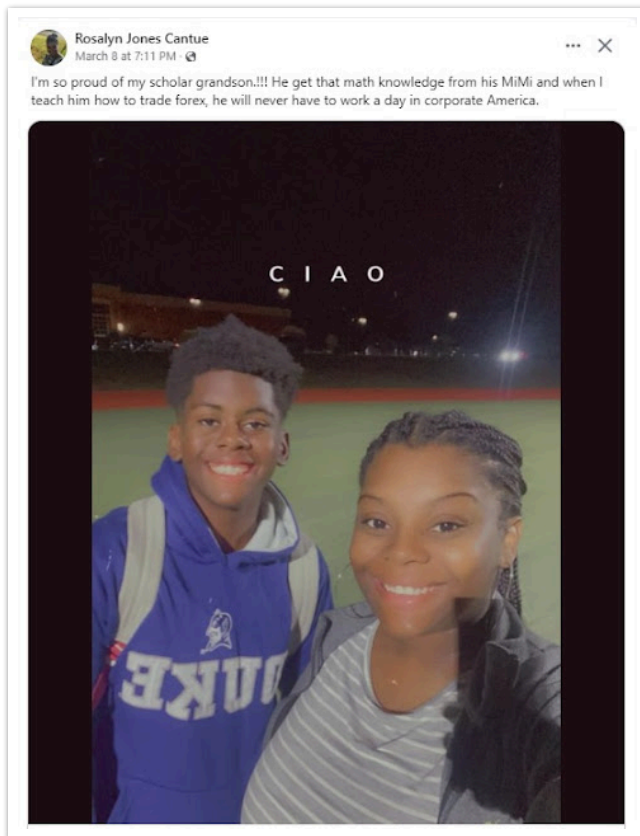 Rosalyn Jones Cantue
March 8 at 7:11 PM ·
I'm so proud of my scholar grandson.!!! He get that math knowledge from his MiMi and when I
teach him how to trade forex, he will never have to work a day in corporate America.
CIAO
DUKE